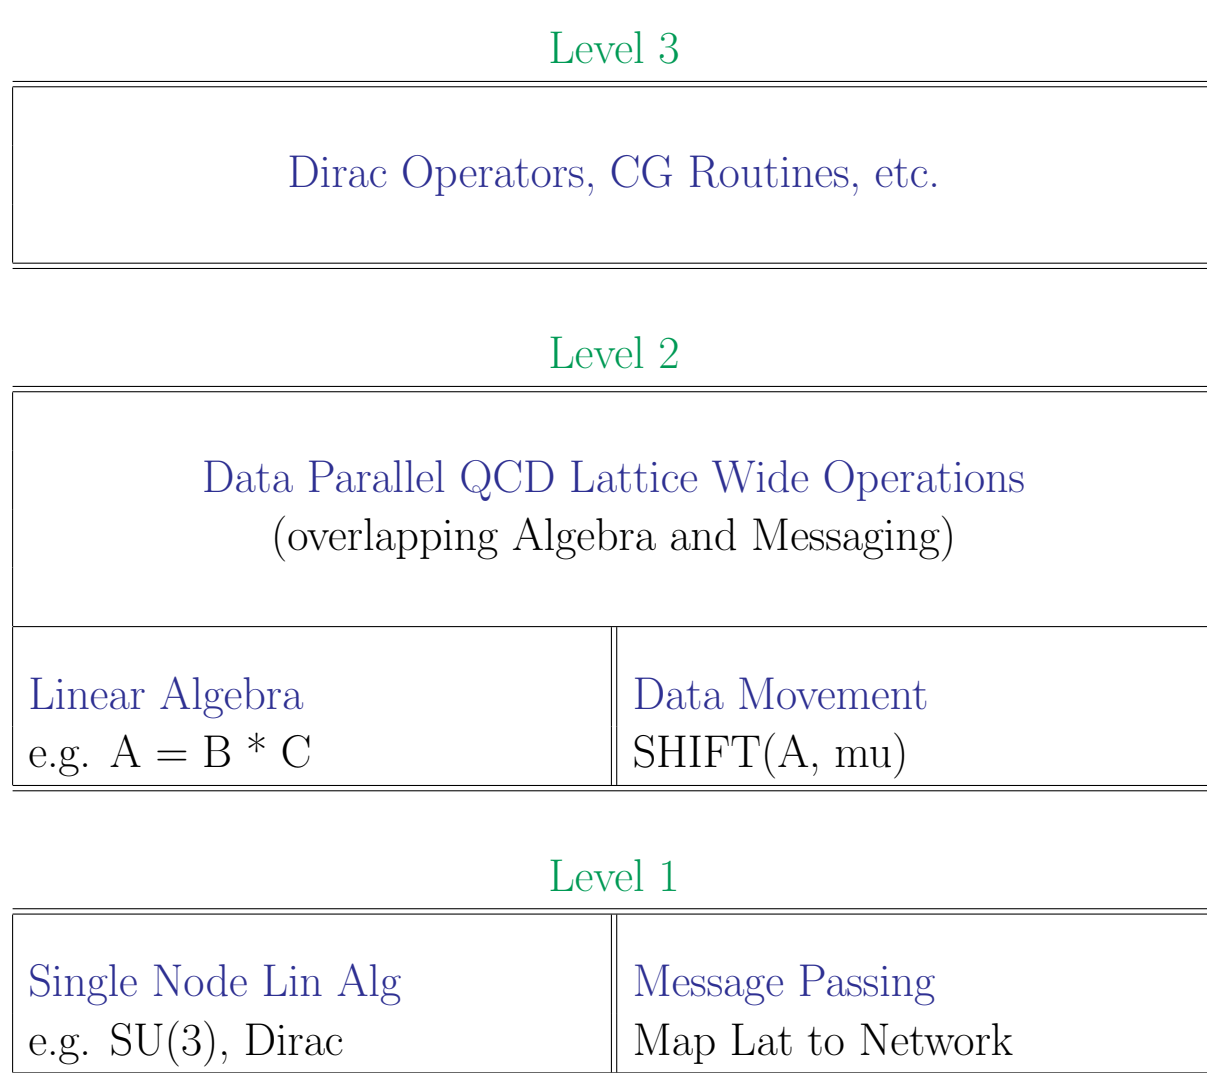 Level 3
Dirac Operators, CG Routines, etc.
Level 2
Data Parallel QCD Lattice Wide Operations
(overlapping Algebra and Messaging)
Linear Algebra
e.g. A = B * C
Data Movement
SHIFT(A, mu)
Level 1
Single Node Lin Alg
e.g. SU(3), Dirac
Message Passing
Map Lat to Network